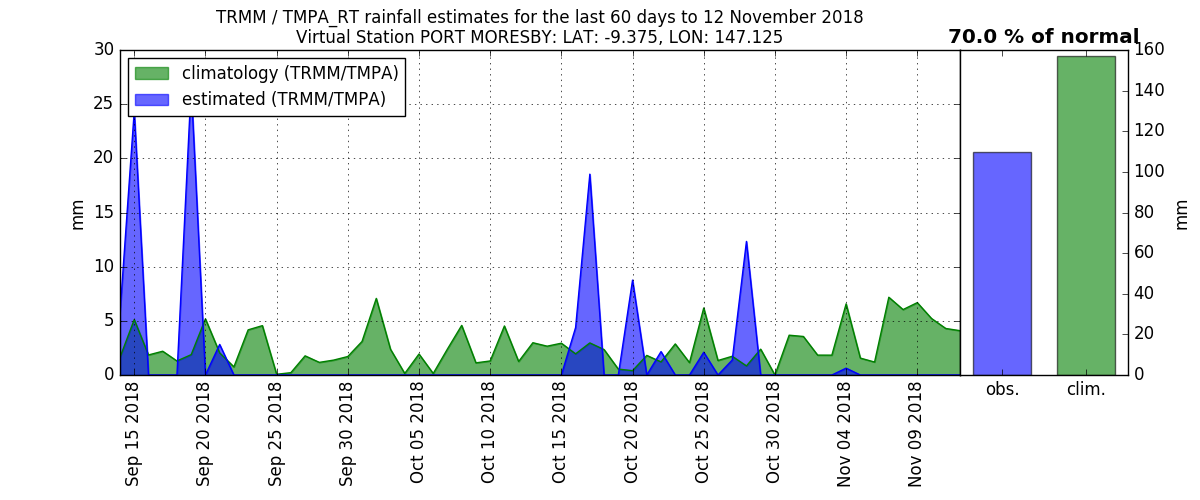 TRMM / TMPA_RT rainfall estimates for the last 60 days to 12 November 2018
Virtual Station PORT MORESBY: LAT: -9.375, LON: 147.125
70.0 % of normal
climatology (TRMM/TMPA)
estimated (TRMM/TMPA)
mm
30
25
20
15
10
5
0
Sep 15 2018
Sep 20 2018
Sep 25 2018
Sep 30 2018
Oct 05 2018
Oct 10 2018
Oct 15 2018
Oct 20 2018
Oct 25 2018
Oct 30 2018
Nov 04 2018
Nov 09 2018
obs.
clim.
160
140
120
100
80
60
40
20
0
mm